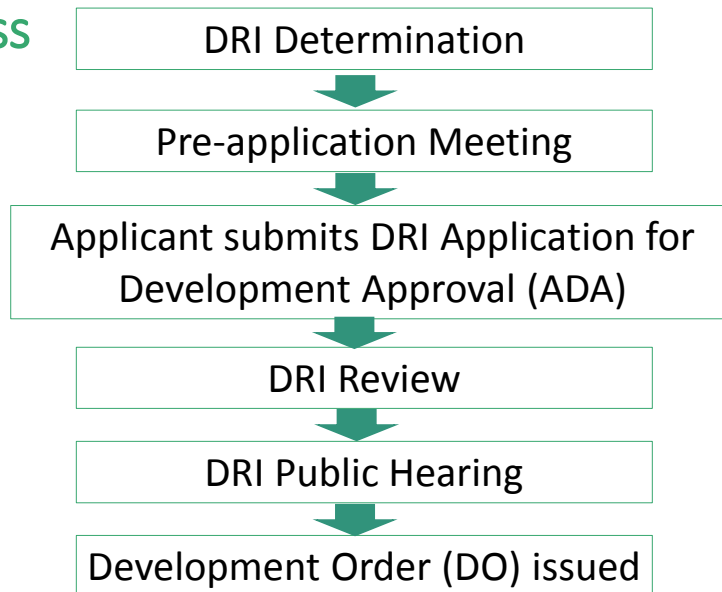 ss
DRI Determination
Pre-application Meeting
Applicant submits DRI Application for
Development Approval (ADA)
DRI Review
DRI Public Hearing
Development Order (DO) issued